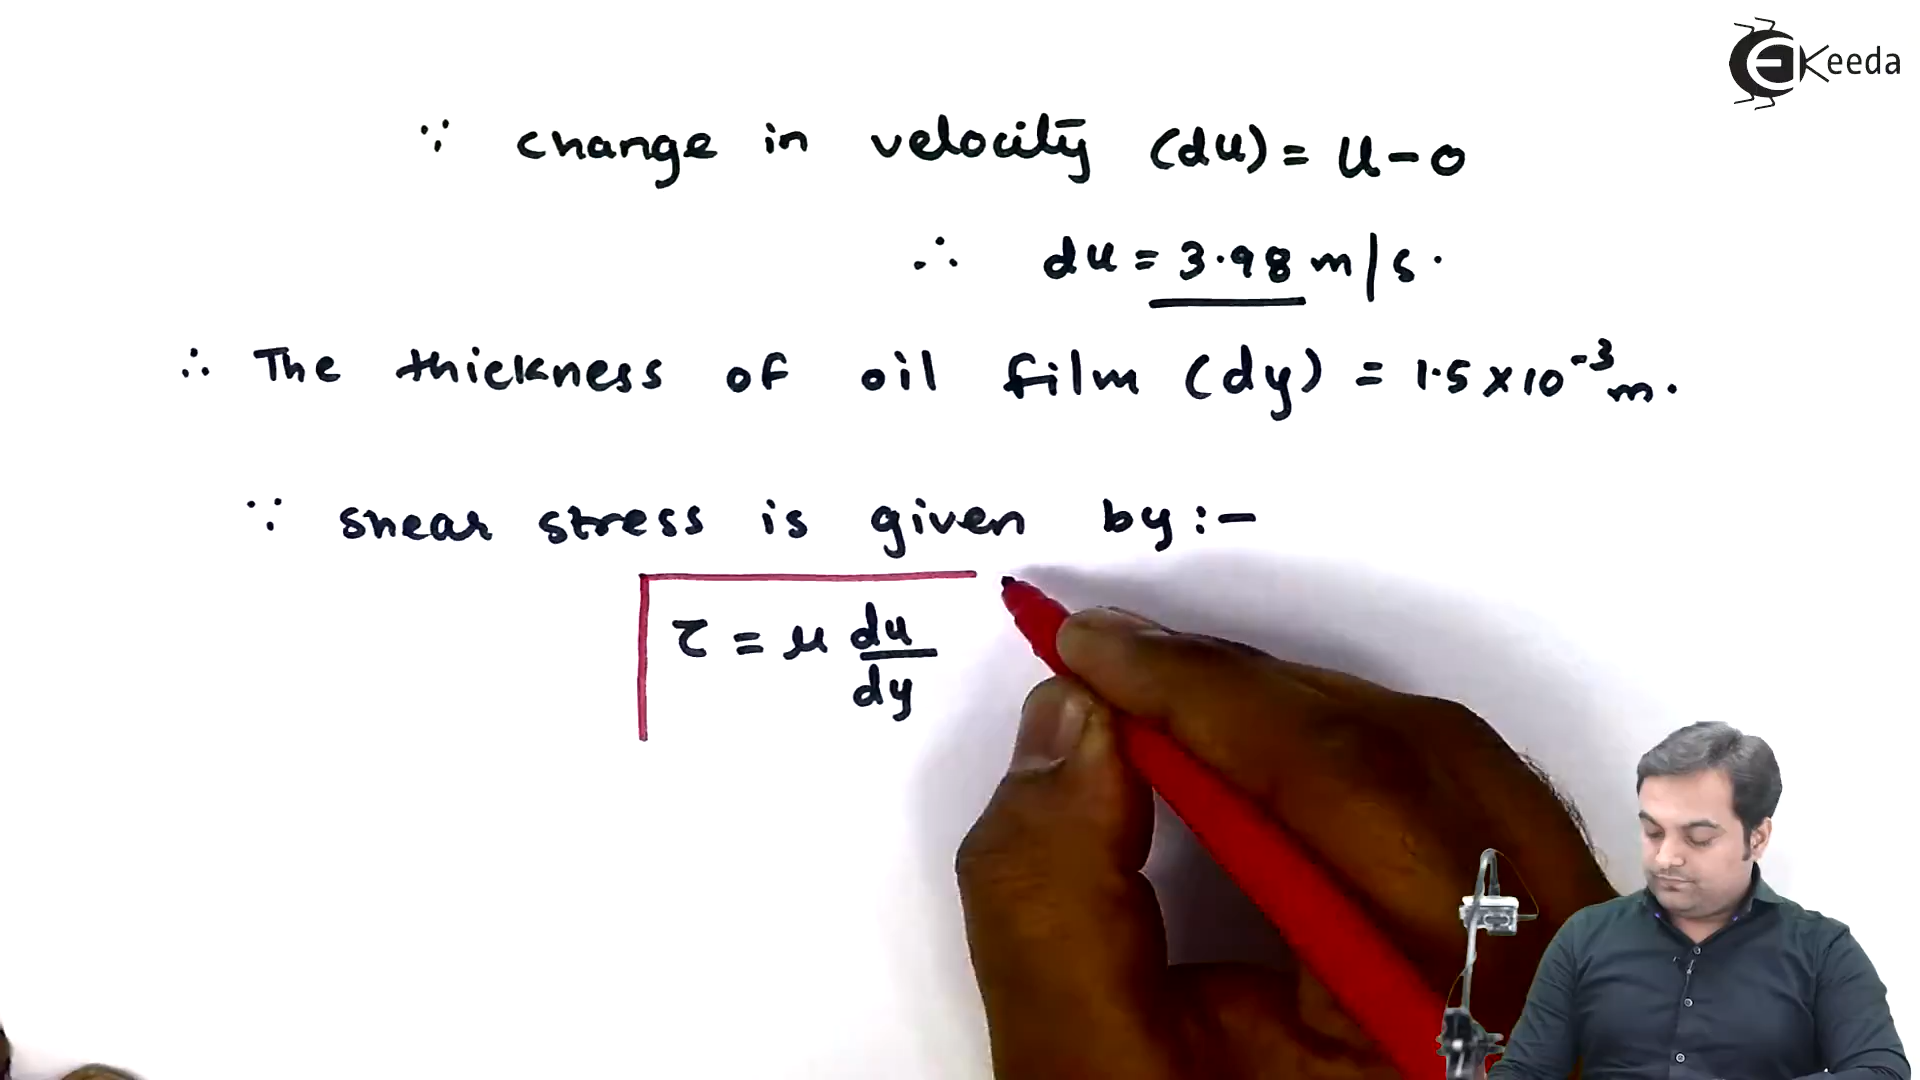 Keeda
∵ change in velocity (du) = u - 0
∴ du = 3.98 m/s.
∴ The thickness of oil film (dy) = 1.5 × 10⁻³ m.
∵ shear stress is given by :-
τ = μ du/dy